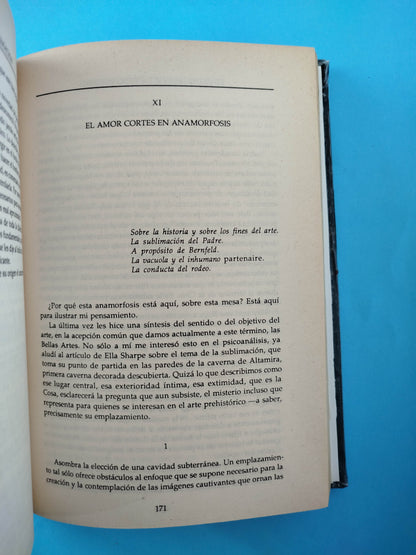 XI
EL AMOR CORTES EN ANAMORFOSIS
Sobre la historia y sobre los fines del arte.
La sublimación del Padre.
A propósito de Bernfeld.
La vacuola y el inhumano partenaire.
La conducta del rodeo.
¿Por qué esta anamorfosis está aquí, sobre esta mesa? Está aquí
para ilustrar mi pensamiento.
La última vez les hice una síntesis del sentido o del objetivo del
arte, en la acepción común que damos actualmente a este término, las
Bellas Artes. No sólo a mí me interesó esto en el psicoanálisis, ya
aludí al artículo de Ella Sharpe sobre el tema de la sublimación, que
toma su punto de partida en las paredes de la caverna de Altamira,
primera caverna decorada descubierta. Quizá lo que describimos como
ese lugar central, esa exterioridad íntima, esa extimidad, que es la
Cosa, esclarecerá la pregunta que aun subsiste, el misterio incluso que
representa para quienes se interesan en el arte prehistórico —a saber,
precisamente su emplazamiento.
1
Asombra la elección de una cavidad subterránea. Un emplazamien-
to tal sólo ofrece obstáculos al enfoque que se supone necesario para la
creación y la contemplación de las imágenes cautivantes que ornan las
171